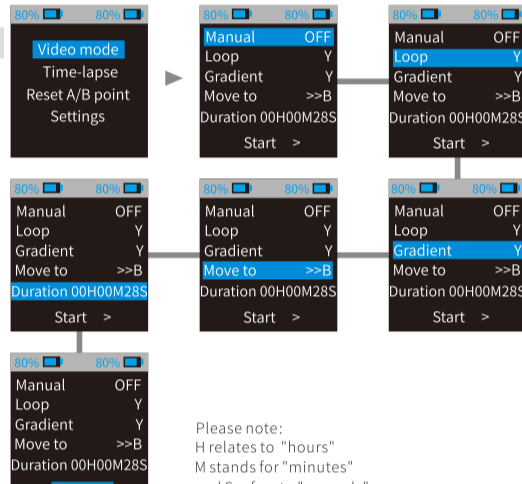 80% 80%
Video mode
Time-lapse
Reset A/B point
Settings
80% 80%
Manual OFF
Loop Y
Gradient Y
Move to >>B
Duration 00H00M28S
Start >
80% 80%
Manual OFF
Loop Y
Gradient Y
Move to >>B
Duration 00H00M28S
Start >
80% 80%
Manual OFF
Loop Y
Gradient Y
Move to >>B
Duration 00H00M28S
Start >
80% 80%
Manual OFF
Loop Y
Gradient Y
Move to >>B
Duration 00H00M28S
Start >
80% 80%
Manual OFF
Loop Y
Gradient Y
Move to >>B
Duration 00H00M28S
Start >
80% 80%
Manual OFF
Loop Y
Gradient Y
Move to >>B
Duration 00H00M28S
Please note:
H relates to "hours"
M stands for "minutes"